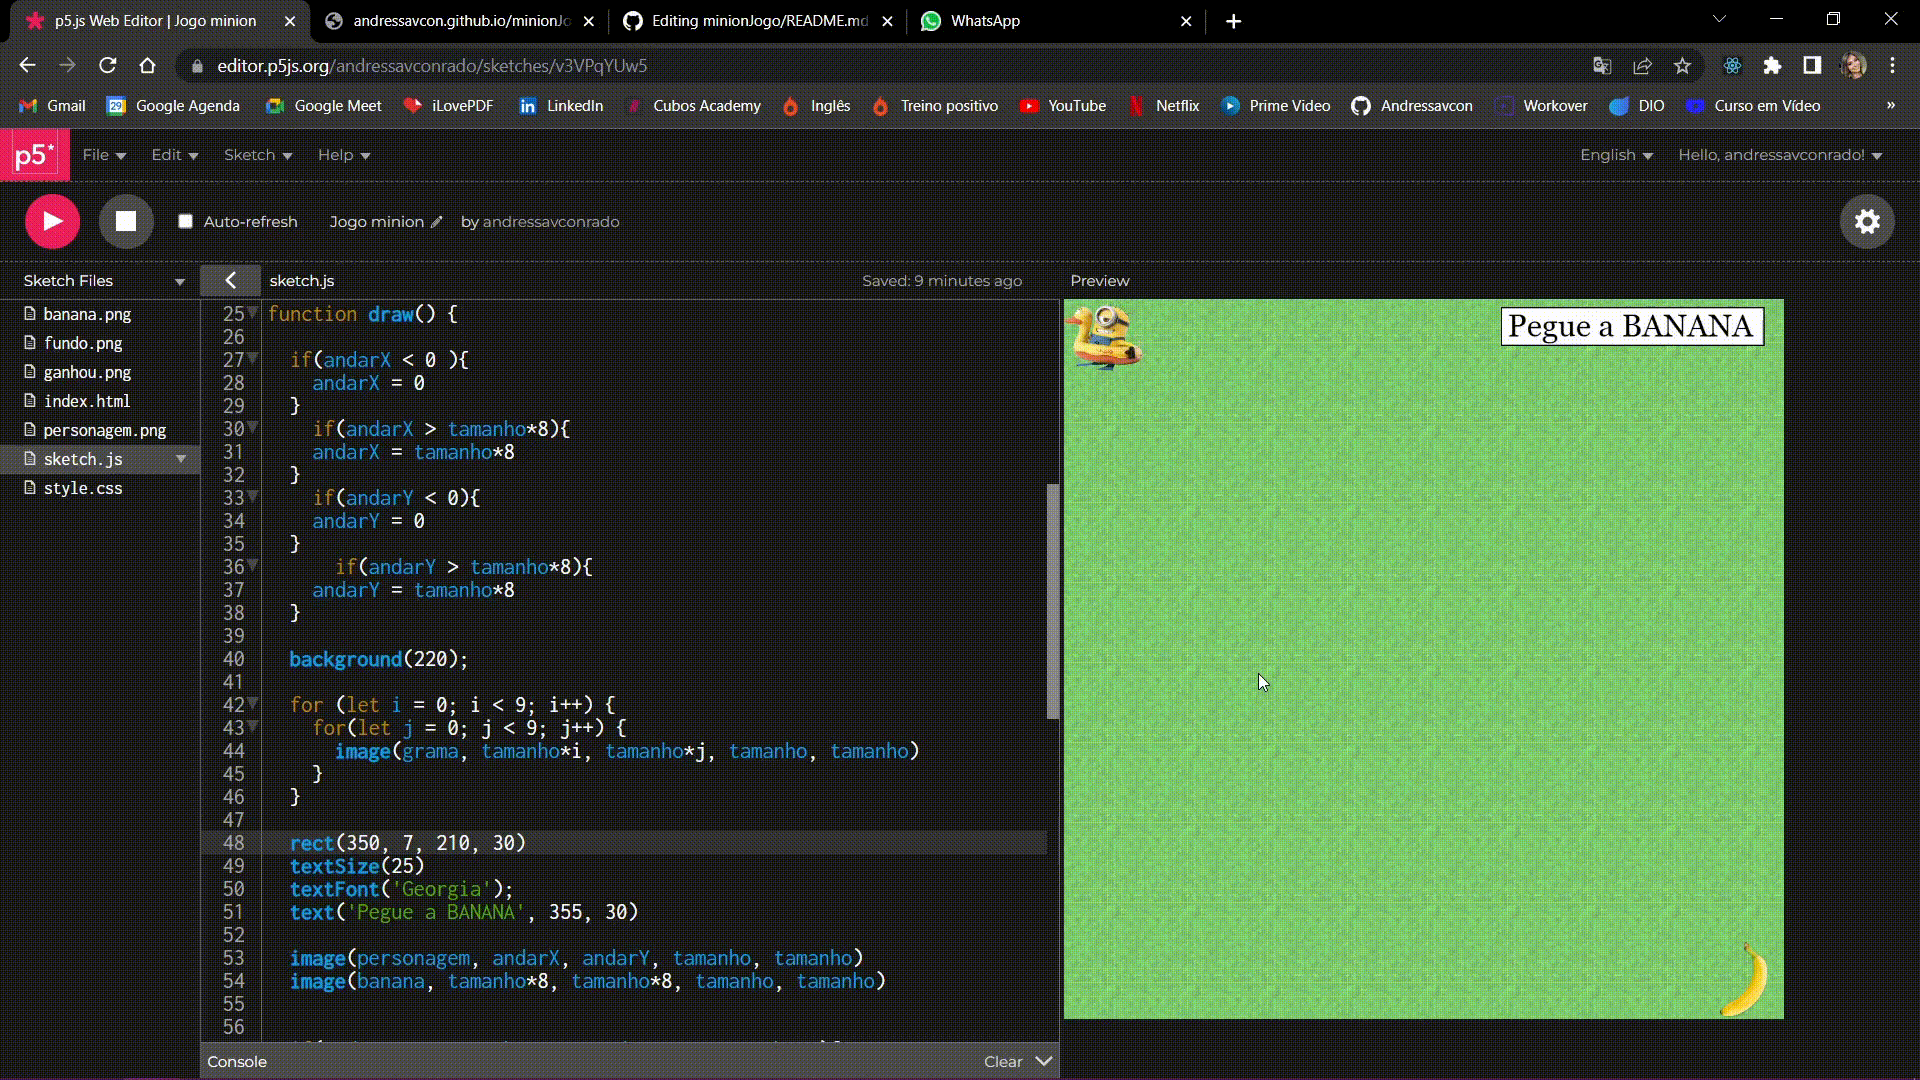 p5.js Web Editor | Jogo minion
andressavcon.github.io/minionJo
Editing minionJogo/README.md
WhatsApp
editor.p5js.org/andressavconrado/sketches/v3VPqYUw5
Gmail
29
Google Agenda
Google Meet
iLovePDF
LinkedIn
Cubos Academy
Inglês
Treino positivo
YouTube
Netflix
Prime Video
Andressavcon
Workover
DIO
Curso em Vídeo
»
p5*
File
Edit
Sketch
Help
English
Hello, andressavconrado!
Auto-refresh
Jogo minion
by andressavconrado
Sketch Files
sketch.js
Saved: 9 minutes ago
Preview
banana.png
fundo.png
ganhou.png
index.html
personagem.png
sketch.js
style.css
25 function draw() {
26
27 if(andarX < 0 ){
28 andarX = 0
29 }
30 if(andarX > tamanho*8){
31 andarX = tamanho*8
32 }
33 if(andarY < 0){
34 andarY = 0
35 }
36 if(andarY > tamanho*8){
37 andarY = tamanho*8
38 }
39
40 background(220);
41
42 for (let i = 0; i < 9; i++) {
43 for(let j = 0; j < 9; j++) {
44 image(grama, tamanho*i, tamanho*j, tamanho, tamanho)
45 }
46 }
47
48 rect(350, 7, 210, 30)
49 textSize(25)
50 textFont('Georgia');
51 text('Pegue a BANANA', 355, 30)
52
53 image(personagem, andarX, andarY, tamanho, tamanho)
54 image(banana, tamanho*8, tamanho*8, tamanho, tamanho)
55
56
Console
Clear
Pegue a BANANA